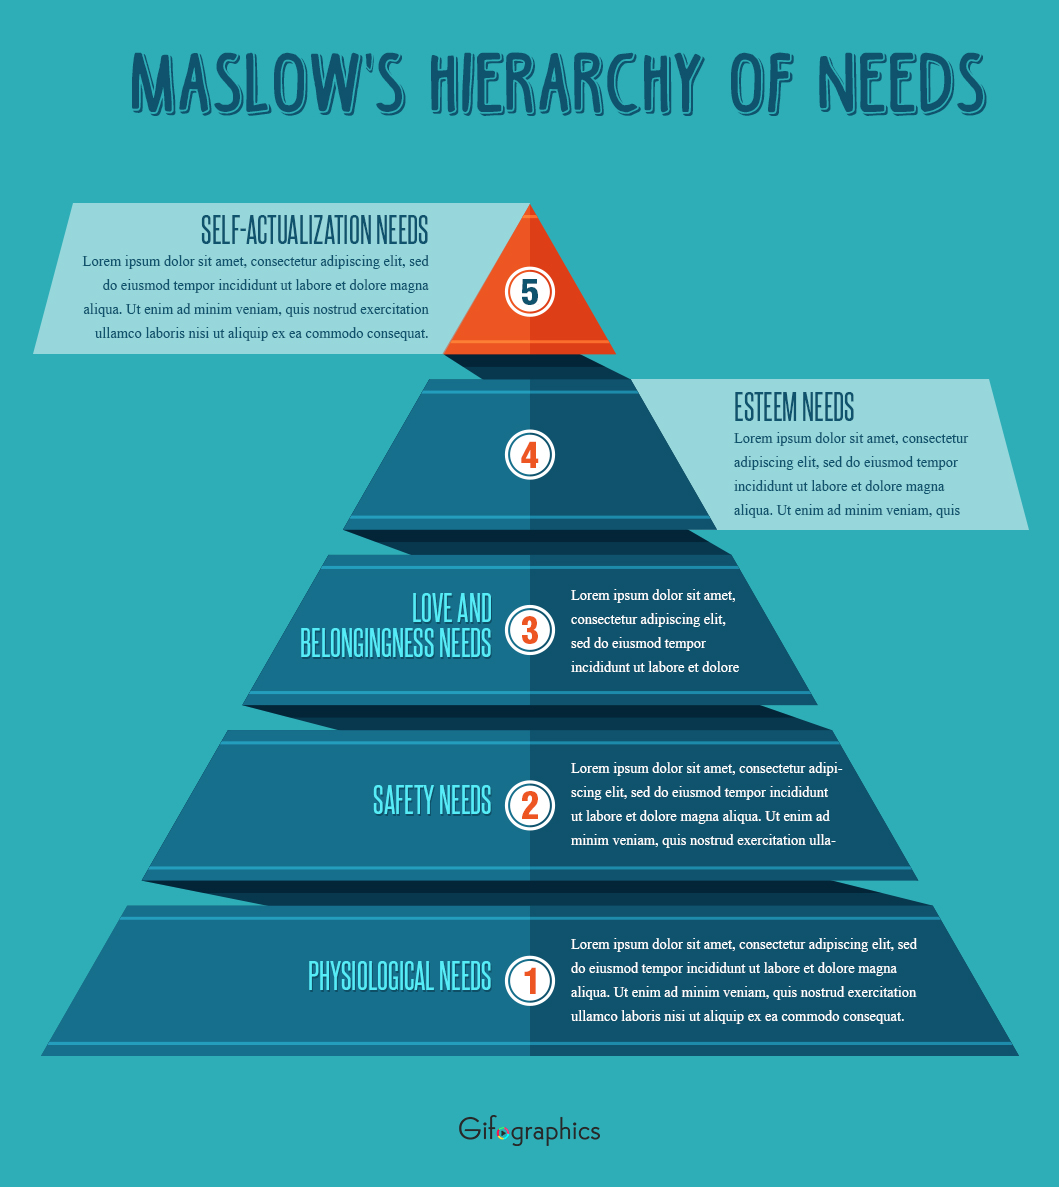 MASLOW'S HIERARCHY OF NEEDS
SELF-ACTUALIZATION NEEDS
Lorem ipsum dolor sit amet, consectetur adipiscing elit, sed
do eiusmod tempor incididunt ut labore et dolore magna
aliqua. Ut enim ad minim veniam, quis nostrud exercitation
ullamco laboris nisi ut aliquip ex ea commodo consequat.
5
ESTEEM NEEDS
Lorem ipsum dolor sit amet, consectetur
adipiscing elit, sed do eiusmod tempor
incididunt ut labore et dolore magna
aliqua. Ut enim ad minim veniam, quis
4
LOVE AND
BELONGINGNESS NEEDS
3
Lorem ipsum dolor sit amet,
consectetur adipiscing elit,
sed do eiusmod tempor
incididunt ut labore et dolore
SAFETY NEEDS
2
Lorem ipsum dolor sit amet, consectetur adipi-
scing elit, sed do eiusmod tempor incididunt
ut labore et dolore magna aliqua. Ut enim ad
minim veniam, quis nostrud exercitation ulla-
PHYSIOLOGICAL NEEDS
1
Lorem ipsum dolor sit amet, consectetur adipiscing elit, sed
do eiusmod tempor incididunt ut labore et dolore magna
aliqua. Ut enim ad minim veniam, quis nostrud exercitation
ullamco laboris nisi ut aliquip ex ea commodo consequat.
Gifographics